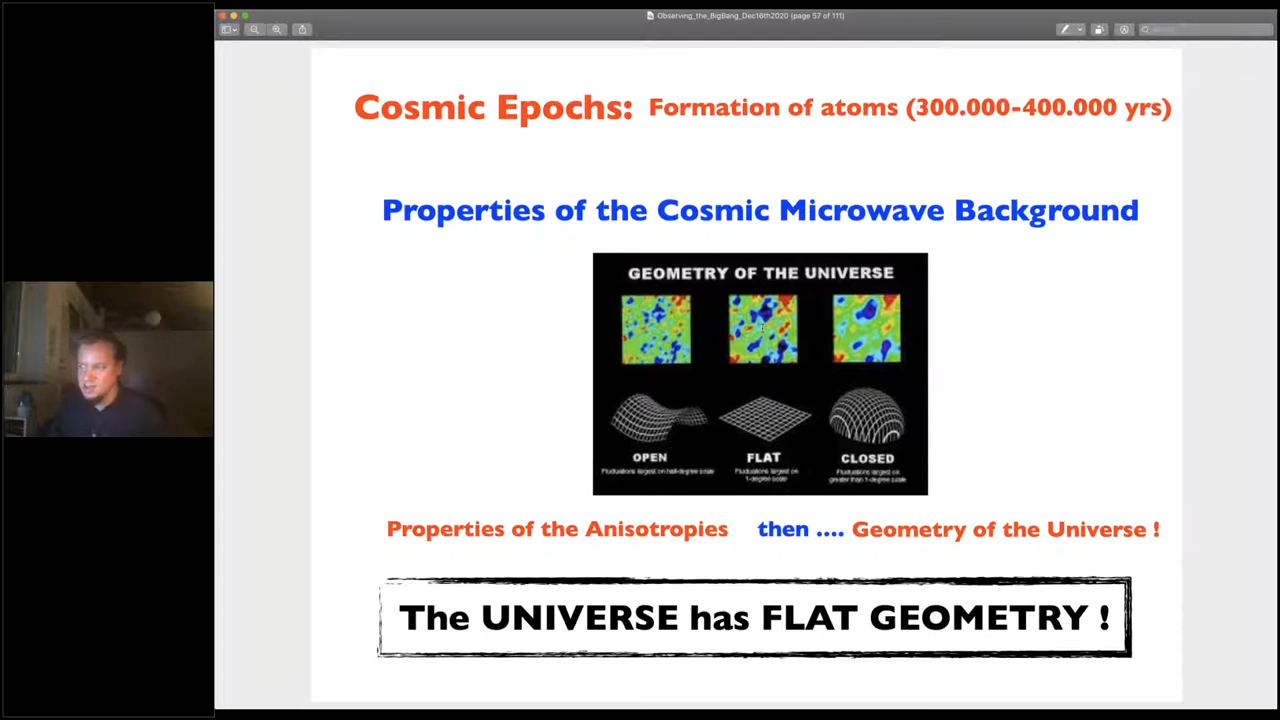 Observing_the_BigBang_Dec16th2020 (page 57 of 111)
Cosmic Epochs: Formation of atoms (300.000-400.000 yrs)
Properties of the Cosmic Microwave Background
GEOMETRY OF THE UNIVERSE
OPEN
Fluctuations largest on half-degree scale
FLAT
Fluctuations largest on
1-degree scale
CLOSED
Fluctuations largest on
greater than 1-degree scale
Properties of the Anisotropies then .... Geometry of the Universe !
The UNIVERSE has FLAT GEOMETRY !